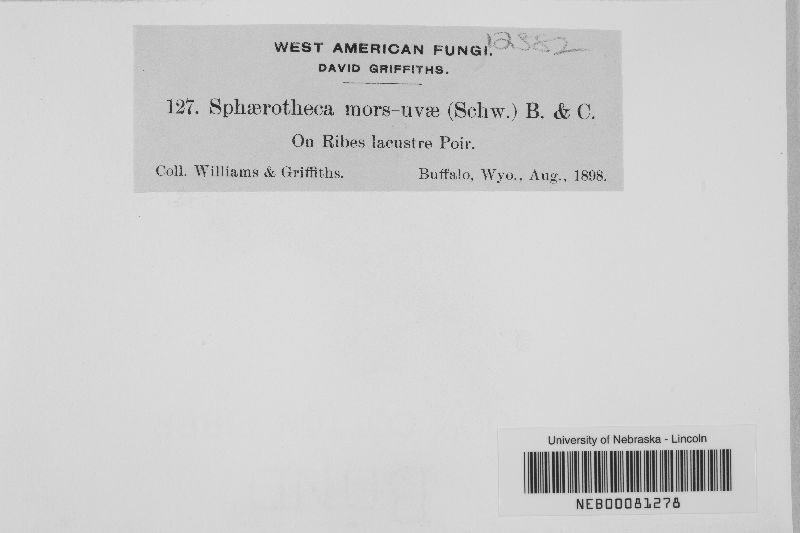 WEST AMERICAN FUNGI. 12382
DAVID GRIFFITHS.
127. Sphærotheca mors-uvæ (Schw.) B. & C.
On Ribes lacustre Poir.
Coll. Williams & Griffiths. Buffalo, Wyo., Aug., 1898.
University of Nebraska - Lincoln
NEB00081278